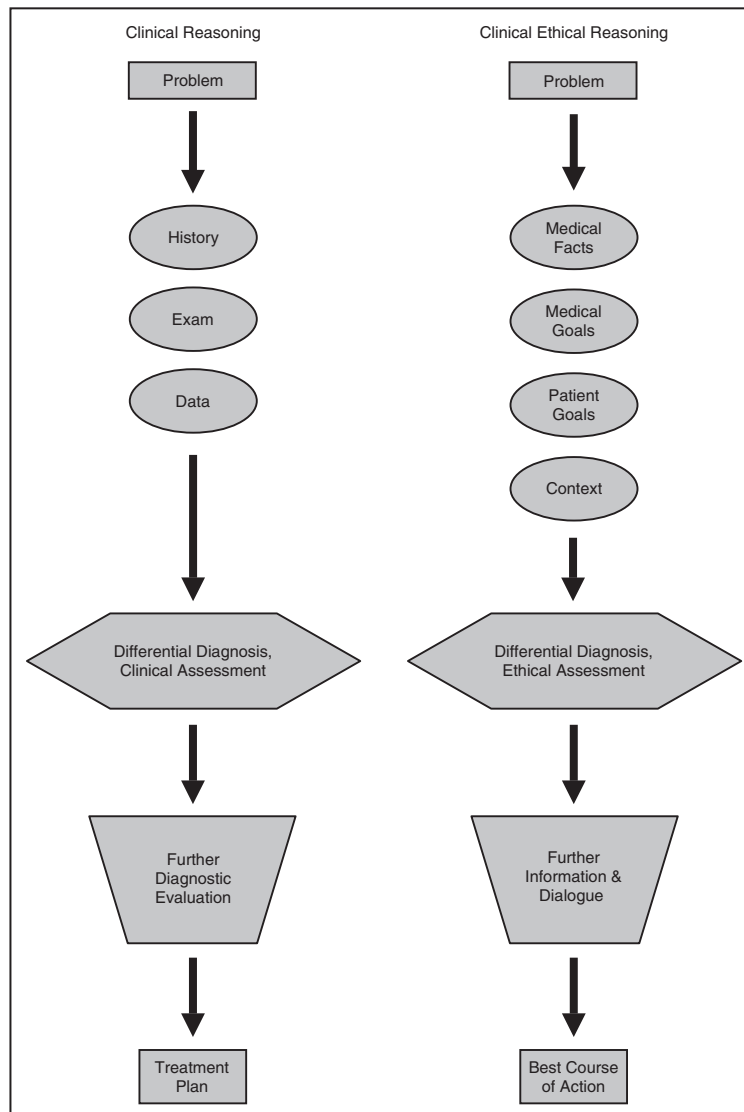 Clinical Reasoning
Problem
History
Exam
Data
Differential Diagnosis,
Clinical Assessment
Further
Diagnostic
Evaluation
Treatment
Plan
Clinical Ethical Reasoning
Problem
Medical
Facts
Medical
Goals
Patient
Goals
Context
Differential Diagnosis,
Ethical Assessment
Further
Information &
Dialogue
Best Course
of Action